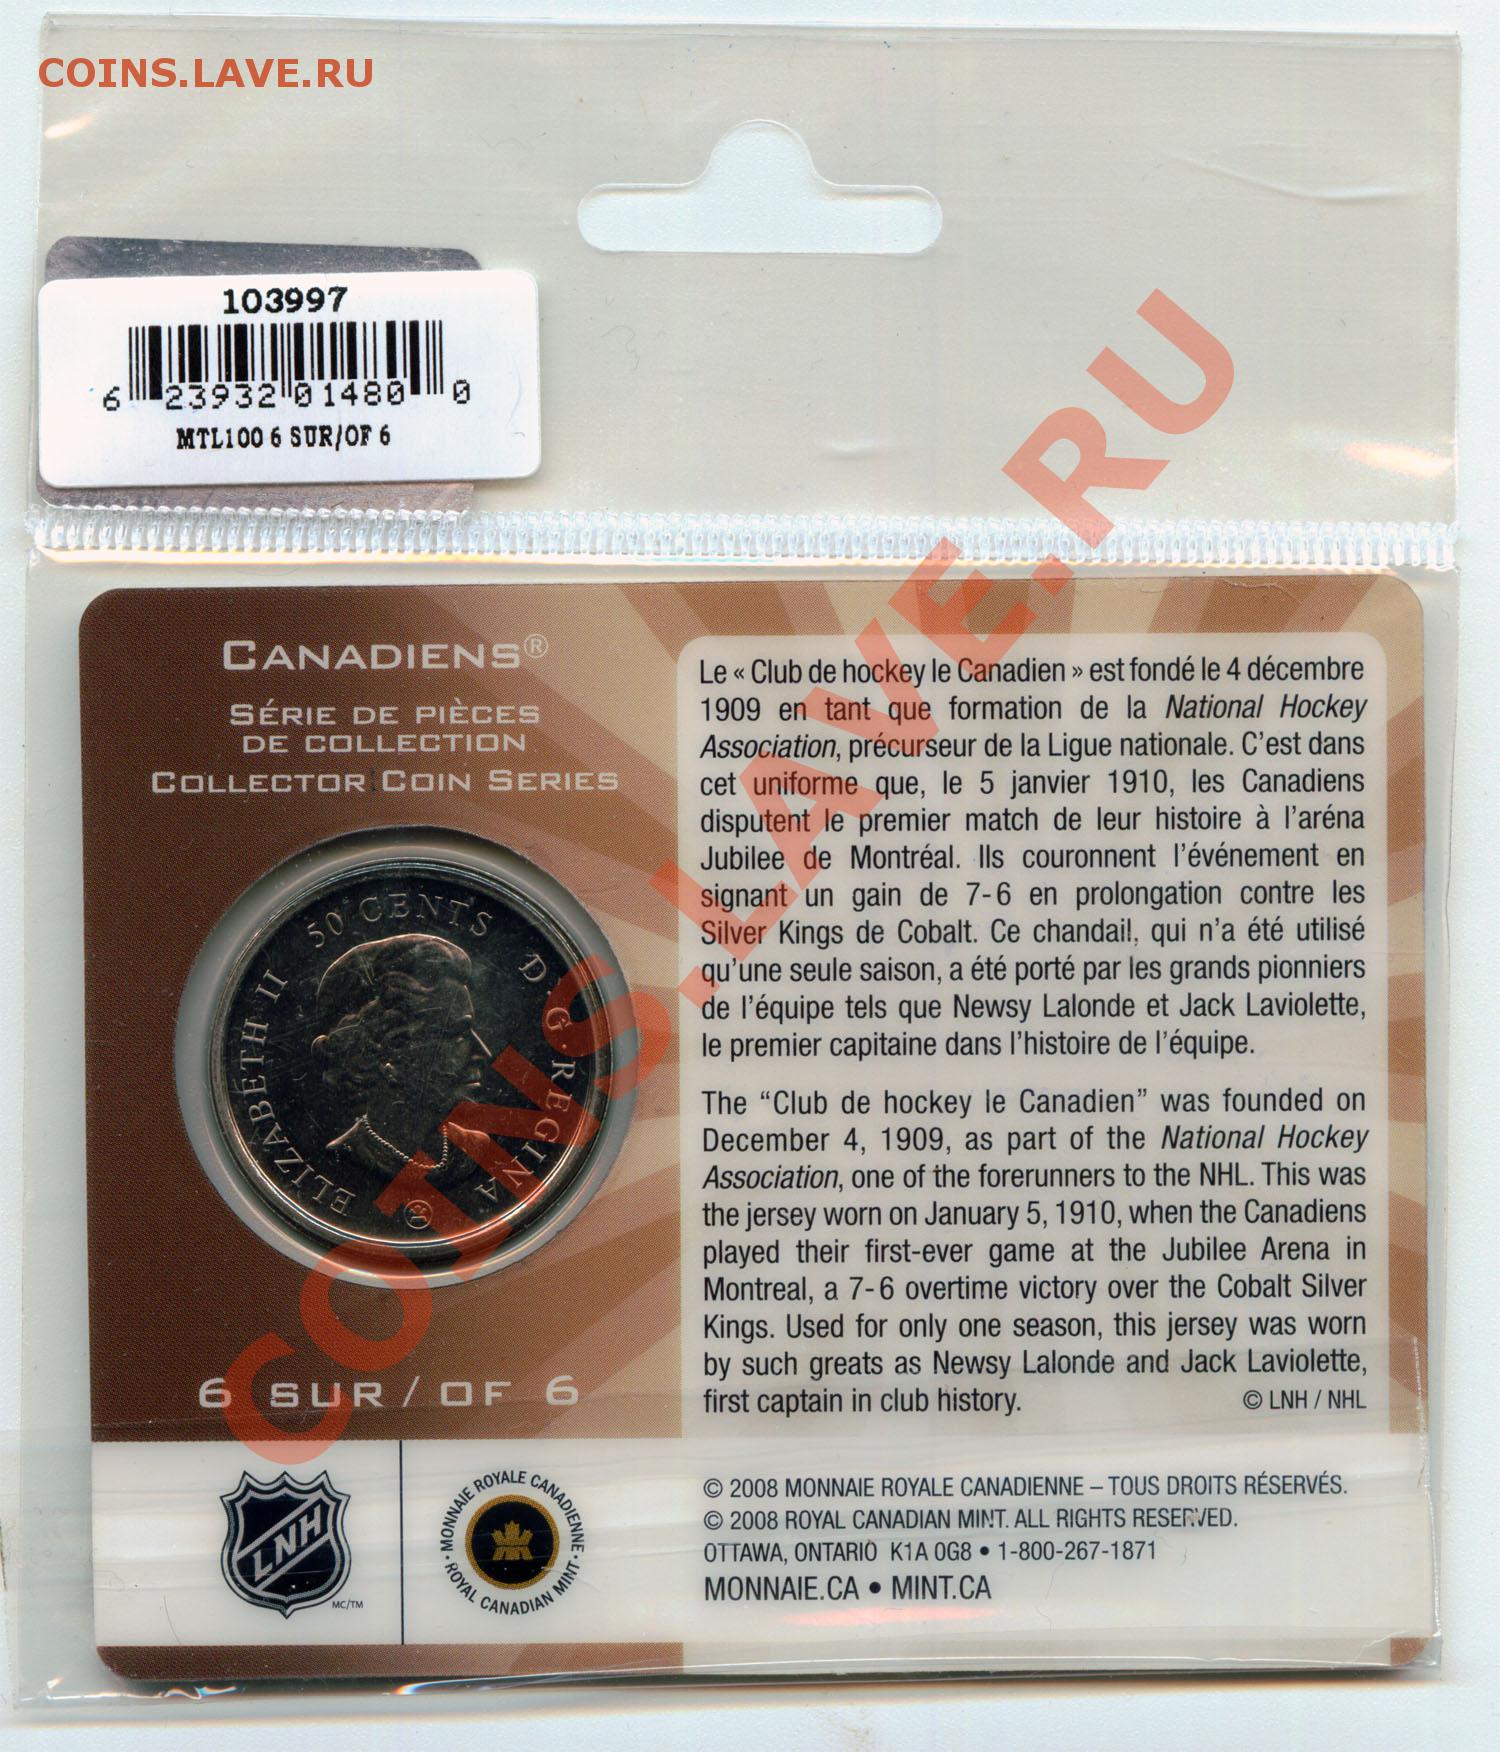 COINS.LAVE.RU
103997
6 23932 01480 0
MTL100 6 SUR/OF 6
CANADIENS®
SÉRIE DE PIÈCES
DE COLLECTION
COLLECTOR COIN SERIES
50 CENTS
ELIZABETH II
D·G·REGINA
6 SUR / OF 6
Le « Club de hockey le Canadien » est fondé le 4 décembre
1909 en tant que formation de la National Hockey
Association, précurseur de la Ligue nationale. C'est dans
cet uniforme que, le 5 janvier 1910, les Canadiens
disputent le premier match de leur histoire à l'aréna
Jubilee de Montréal. Ils couronnent l'événement en
signant un gain de 7-6 en prolongation contre les
Silver Kings de Cobalt. Ce chandail, qui n'a été utilisé
qu'une seule saison, a été porté par les grands pionniers
de l'équipe tels que Newsy Lalonde et Jack Laviolette,
le premier capitaine dans l'histoire de l'équipe.
The “Club de hockey le Canadien” was founded on
December 4, 1909, as part of the National Hockey
Association, one of the forerunners to the NHL. This was
the jersey worn on January 5, 1910, when the Canadiens
played their first-ever game at the Jubilee Arena in
Montreal, a 7-6 overtime victory over the Cobalt Silver
Kings. Used for only one season, this jersey was worn
by such greats as Newsy Lalonde and Jack Laviolette,
first captain in club history.
© LNH / NHL
LNH
MC/TM
· MONNAIE ROYALE CANADIENNE ·
ROYAL CANADIAN MINT
© 2008 MONNAIE ROYALE CANADIENNE – TOUS DROITS RÉSERVÉS.
© 2008 ROYAL CANADIAN MINT. ALL RIGHTS RESERVED.
OTTAWA, ONTARIO K1A 0G8 • 1-800-267-1871
MONNAIE.CA • MINT.CA
COINS.LAVE.RU